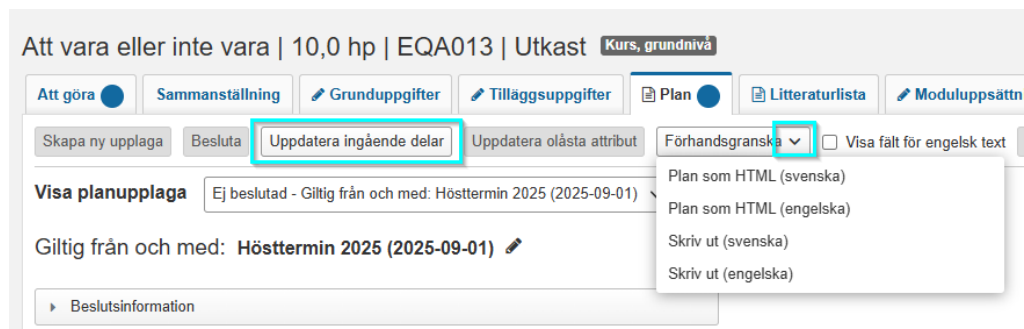 Att vara eller inte vara | 10,0 hp | EQA013 | Utkast Kurs, grundnivå
Att göra Sammanställning Grunduppgifter Tilläggsuppgifter Plan Litteraturlista Moduluppsättn
Skapa ny upplaga Besluta Uppdatera ingående delar Uppdatera olåsta attribut Förhandsgranska Visa fält för engelsk text
Visa planupplaga Ej beslutad - Giltig från och med: Hösttermin 2025 (2025-09-01)
Plan som HTML (svenska)
Plan som HTML (engelska)
Skriv ut (svenska)
Skriv ut (engelska)
Giltig från och med: Hösttermin 2025 (2025-09-01)
Beslutsinformation